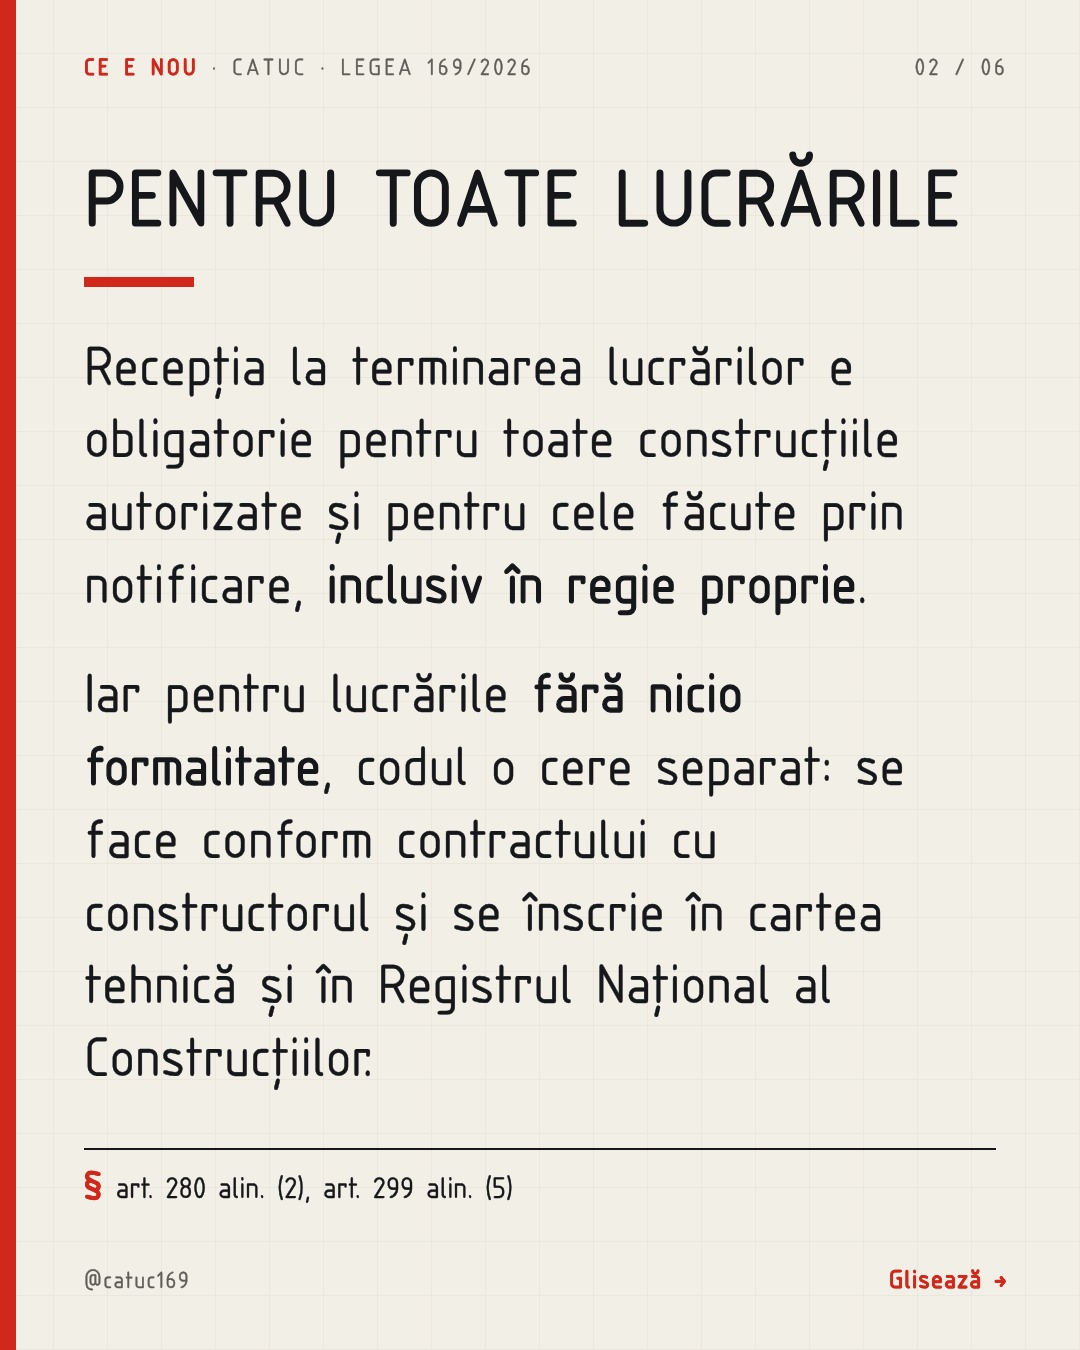 CE E NOU · CATUC · LEGEA 169/2026
02 / 06
PENTRU TOATE LUCRĂRILE
Recepția la terminarea lucrărilor e
obligatorie pentru toate construcțiile
autorizate și pentru cele făcute prin
notificare, inclusiv în regie proprie.
Iar pentru lucrările fără nicio
formalitate, codul o cere separat: se
face conform contractului cu
constructorul și se înscrie în cartea
tehnică și în Registrul Național al
Construcțiilor.
§ art. 280 alin. (2), art. 299 alin. (5)
@catuc169
Glisează →